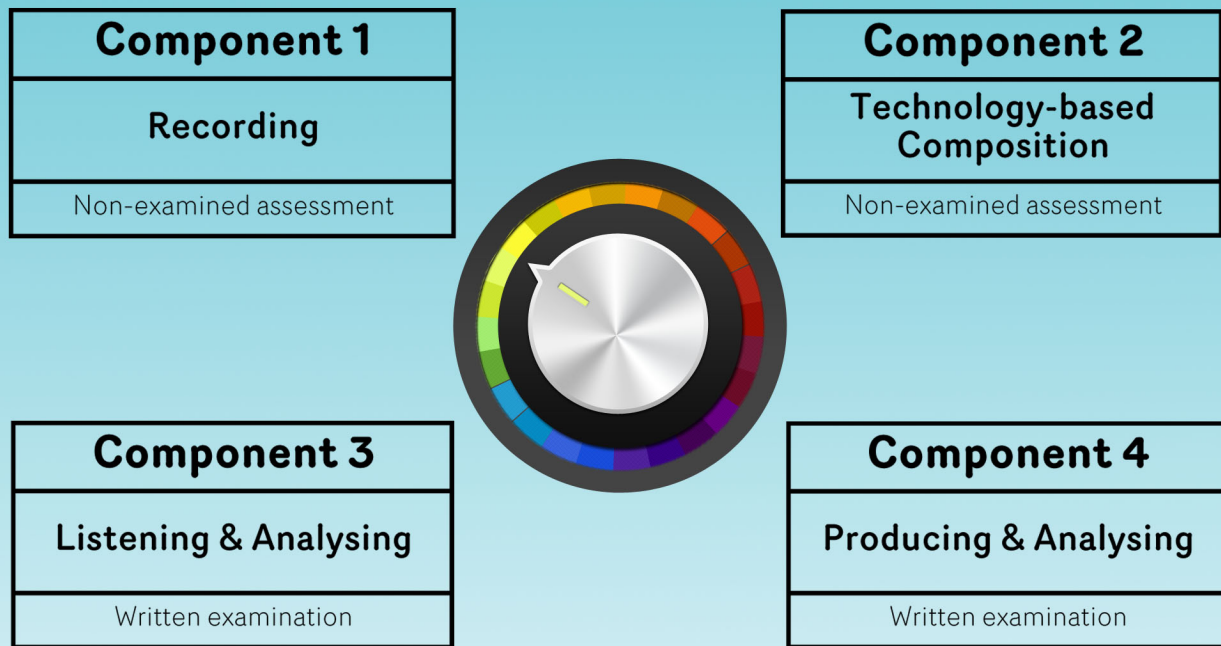 Component 1
Recording
Non-examined assessment
Component 2
Technology-based
Composition
Non-examined assessment
Component 3
Listening & Analysing
Written examination
Component 4
Producing & Analysing
Written examination